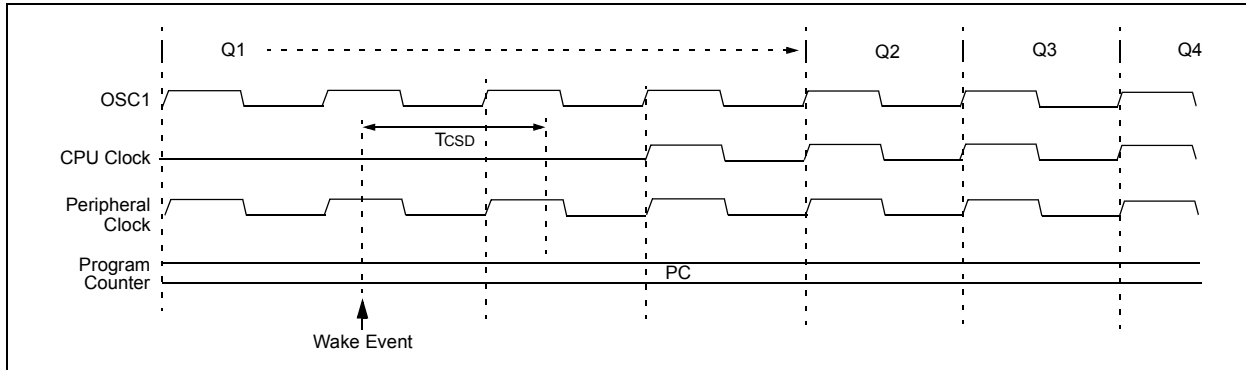 Q1 Q2 Q3 Q4
OSC1
TCSD
CPU Clock
Peripheral
Clock
Program
Counter
PC
Wake Event